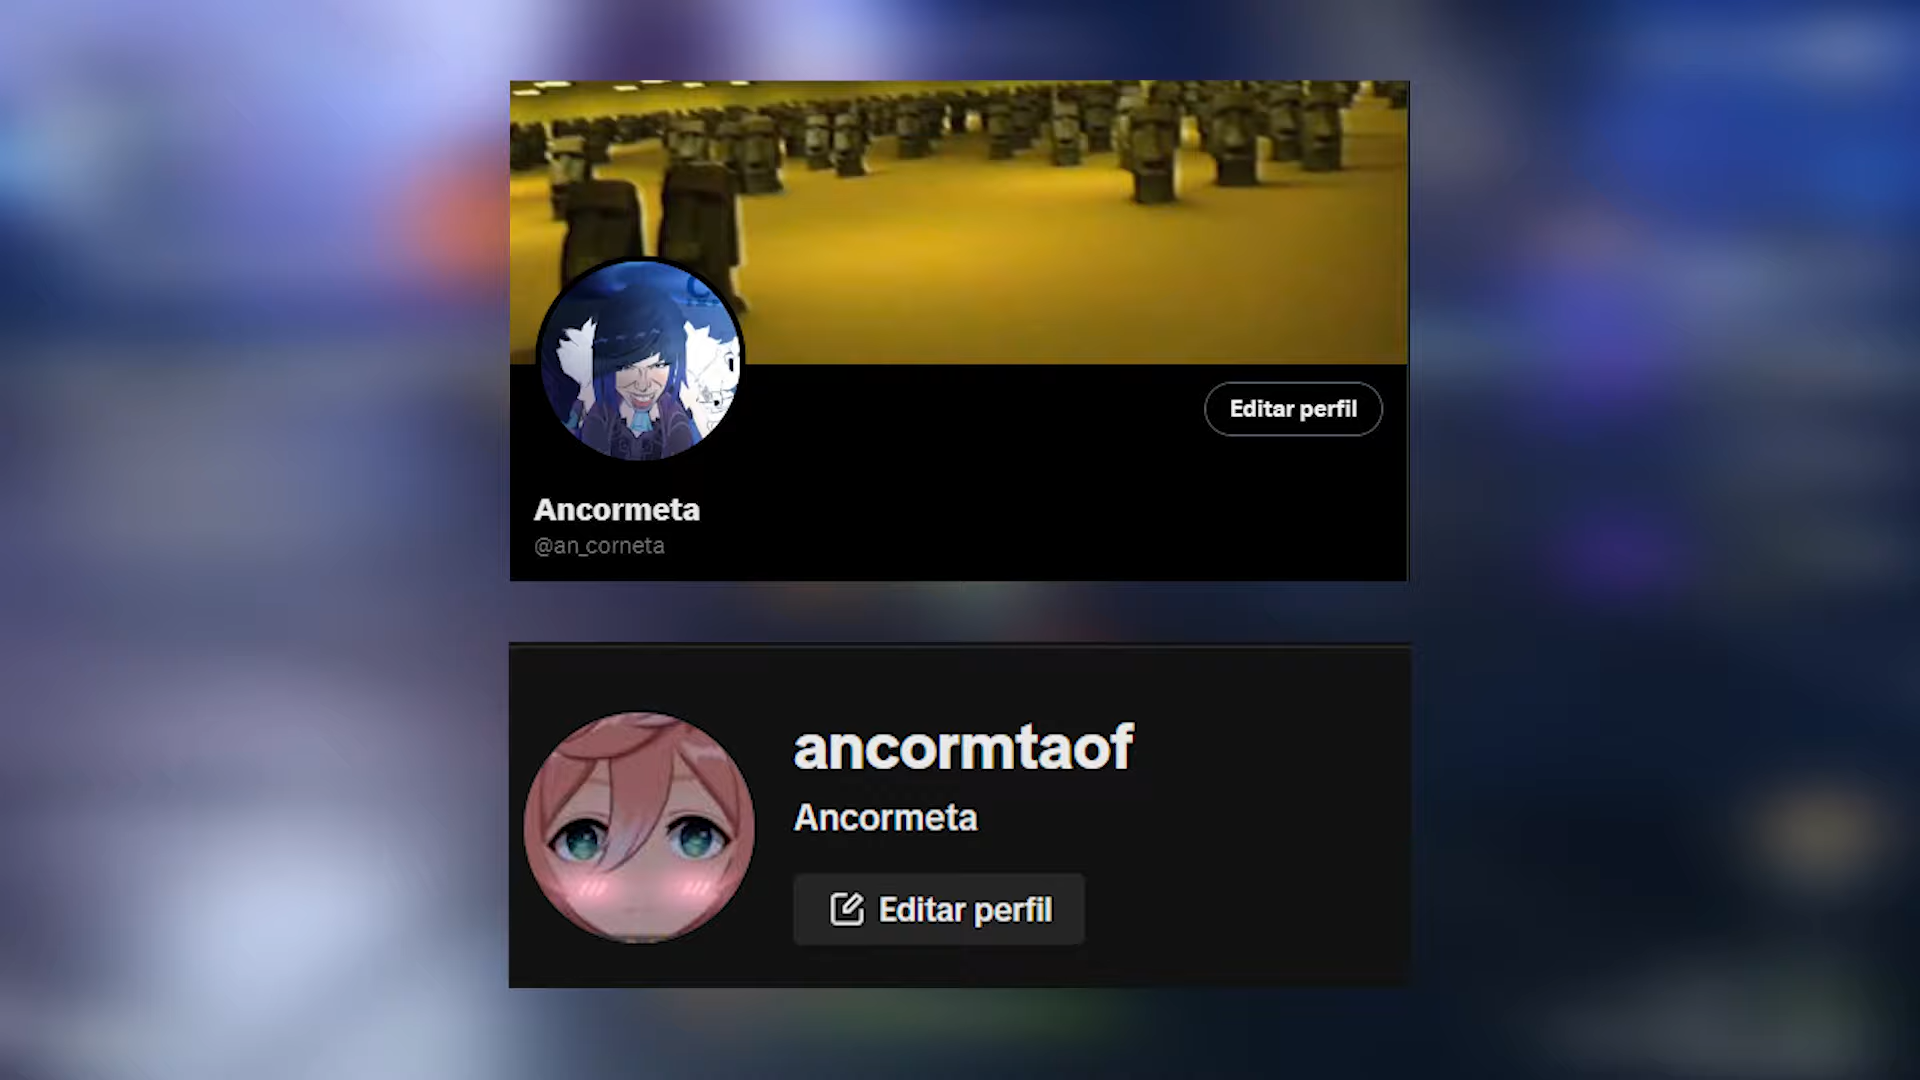 Editar perfil
Ancormeta
@an_corneta
ancormtaof
Ancormeta
Editar perfil